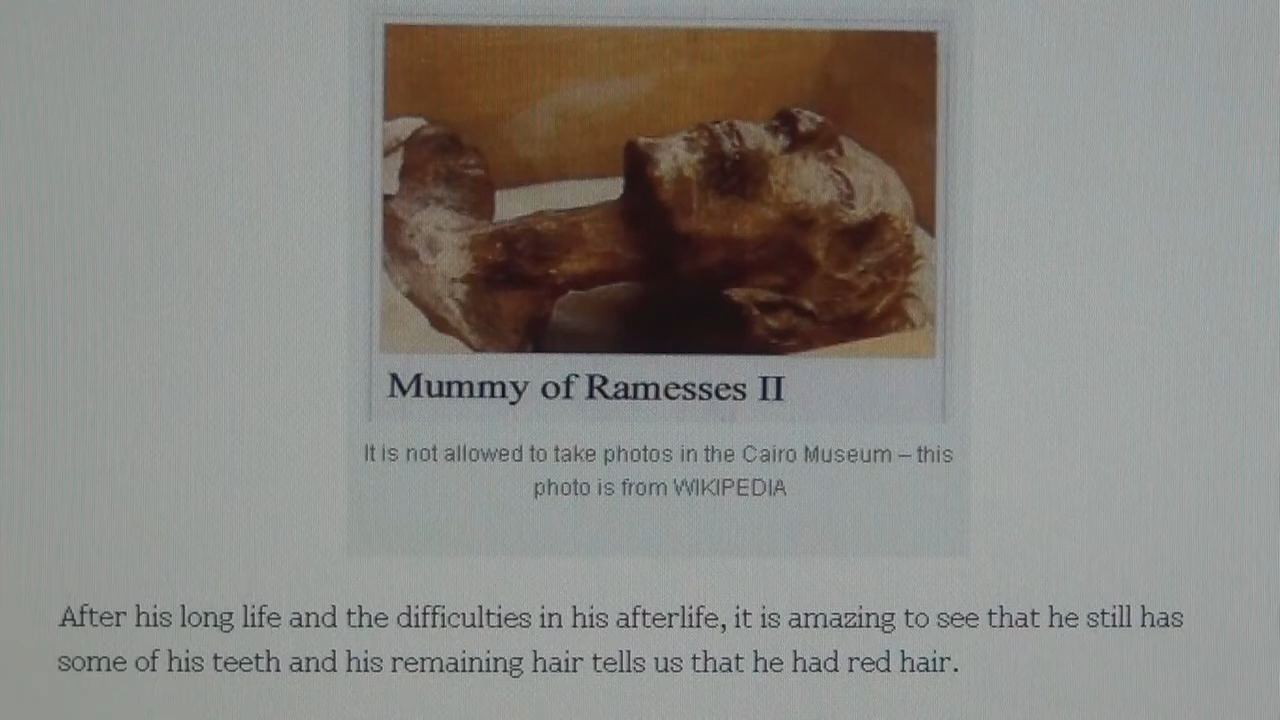 Mummy of Ramesses II
It is not allowed to take photos in the Cairo Museum – this
photo is from WIKIPEDIA
After his long life and the difficulties in his afterlife, it is amazing to see that he still has
some of his teeth and his remaining hair tells us that he had red hair.